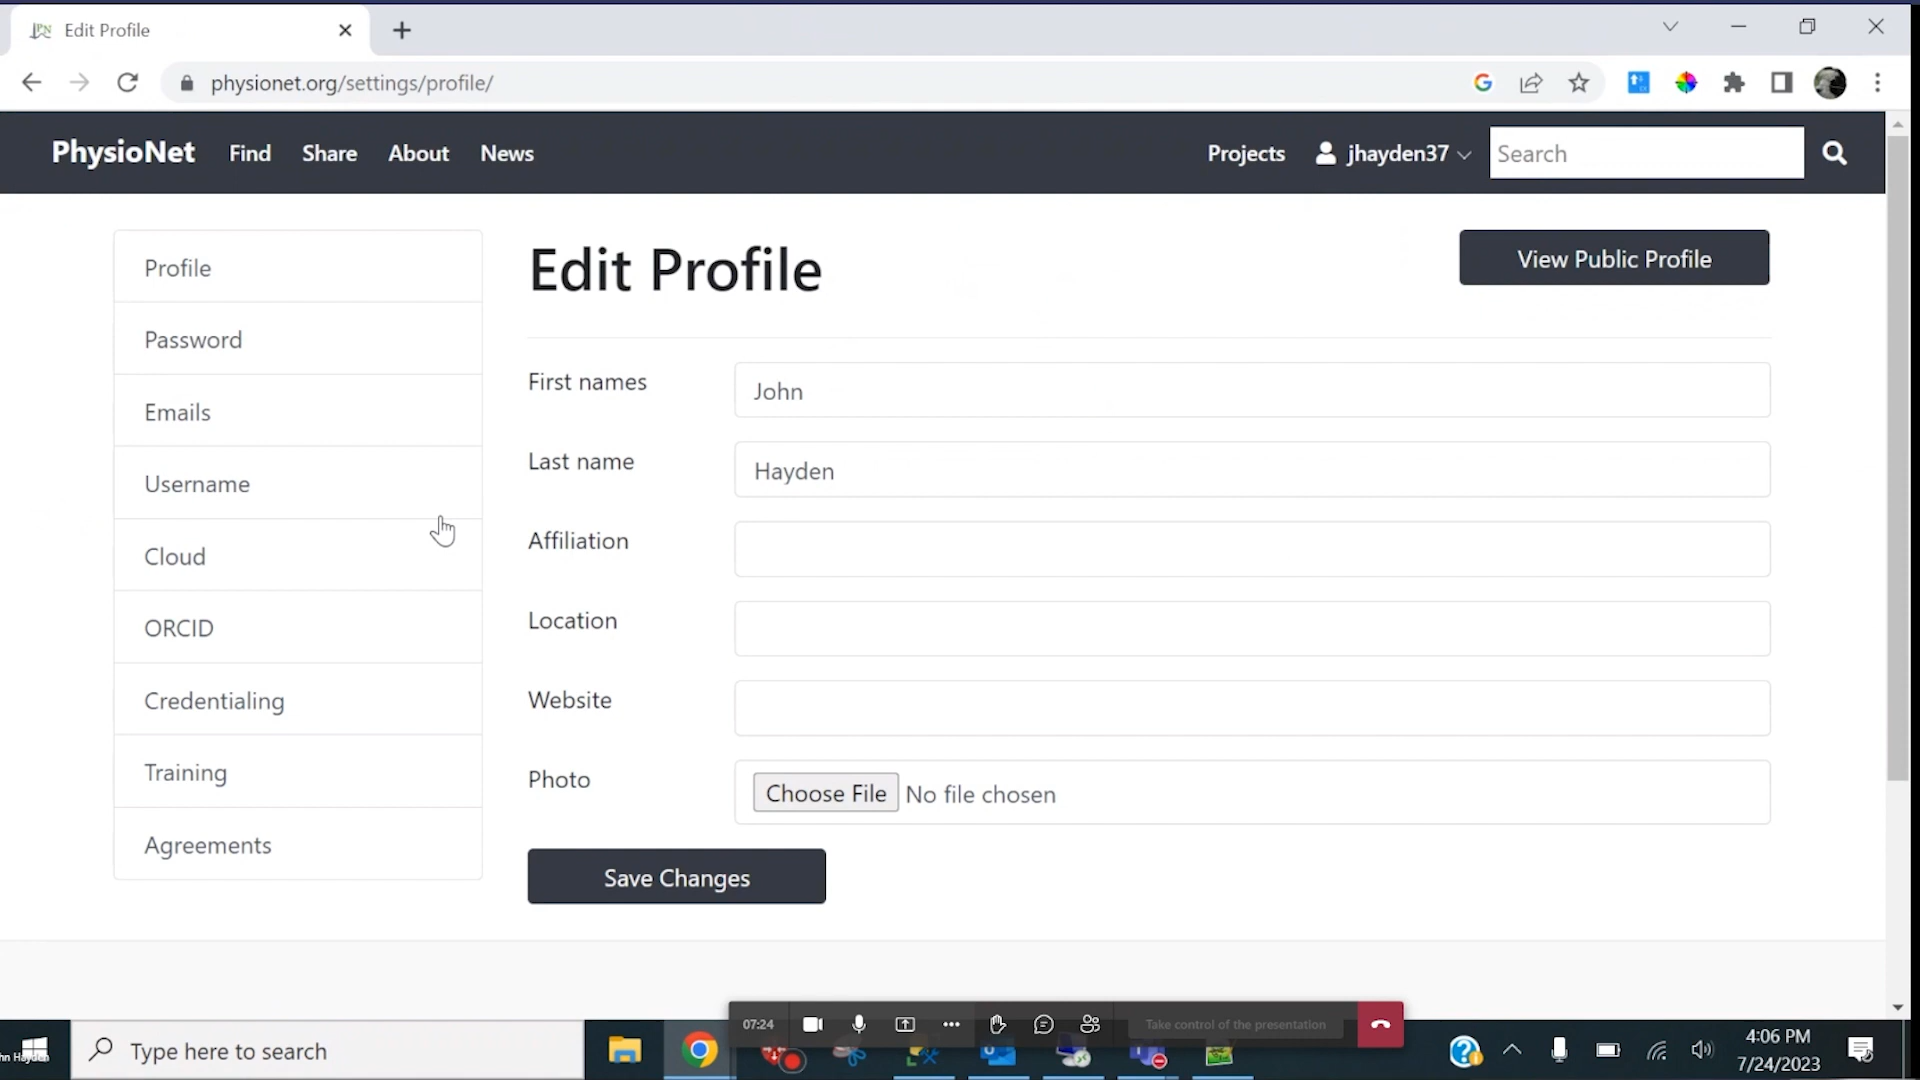 Edit Profile
physionet.org/settings/profile/
PhysioNet Find Share About News Projects jhayden37 Search
Profile
Password
Emails
Username
Cloud
ORCID
Credentialing
Training
Agreements
Edit Profile
View Public Profile
First names John
Last name Hayden
Affiliation
Location
Website
Photo Choose File No file chosen
Save Changes
07:24 Take control of the presentation
hn Hayden
Type here to search
4:06 PM
7/24/2023